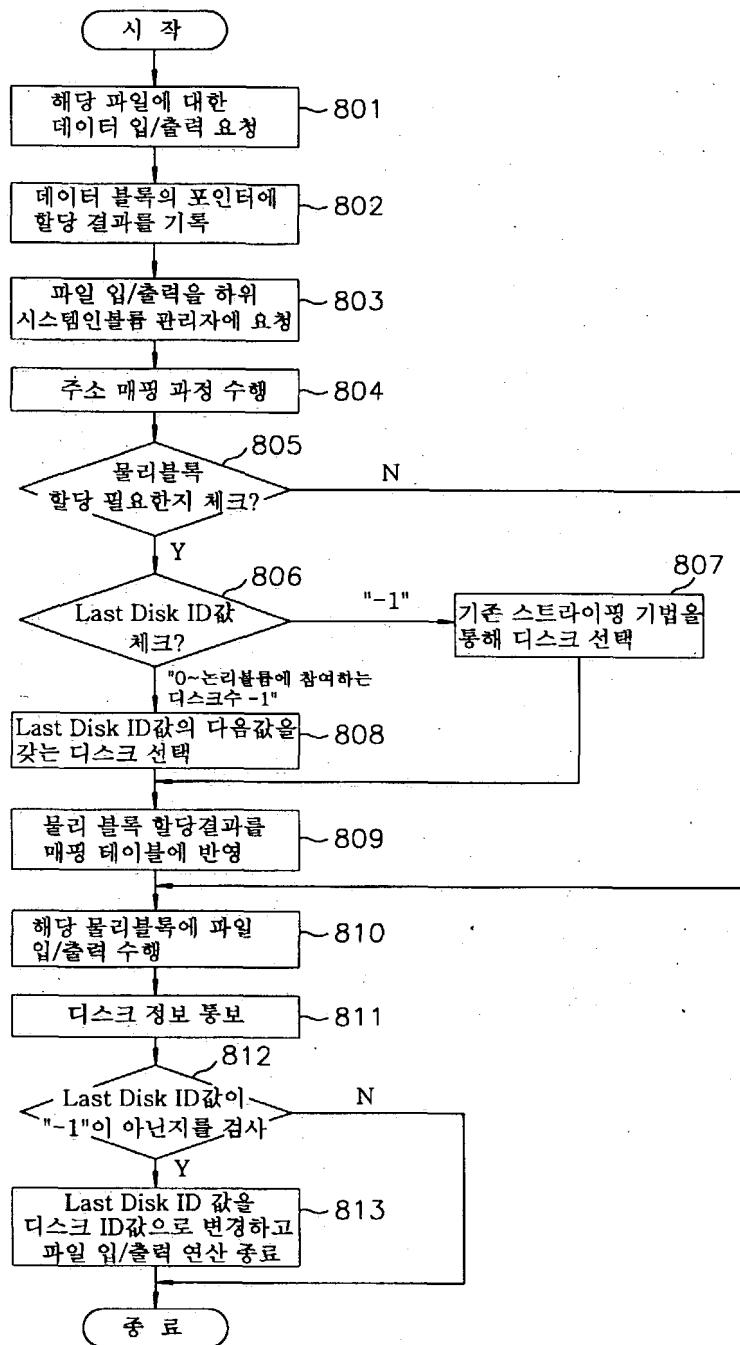 시 작
해당 파일에 대한
데이터 입/출력 요청
801
데이터 블록의 포인터에
할당 결과를 기록
802
파일 입/출력을 하위
시스템인볼륨 관리자에 요청
803
주소 매핑 과정 수행
804
805
물리블록
할당 필요한지 체크?
N
Y
806
Last Disk ID값
체크?
"-1"
807
기존 스트라이핑 기법을
통해 디스크 선택
"0~논리볼륨에 참여하는
디스크수 -1"
Last Disk ID값의 다음값을
갖는 디스크 선택
808
물리 블록 할당결과를
매핑 테이블에 반영
809
해당 물리블록에 파일
입/출력 수행
810
디스크 정보 통보
811
812
Last Disk ID값이
"-1"이 아닌지를 검사
N
Y
Last Disk ID 값을
디스크 ID값으로 변경하고
파일 입/출력 연산 종료
813
종 료